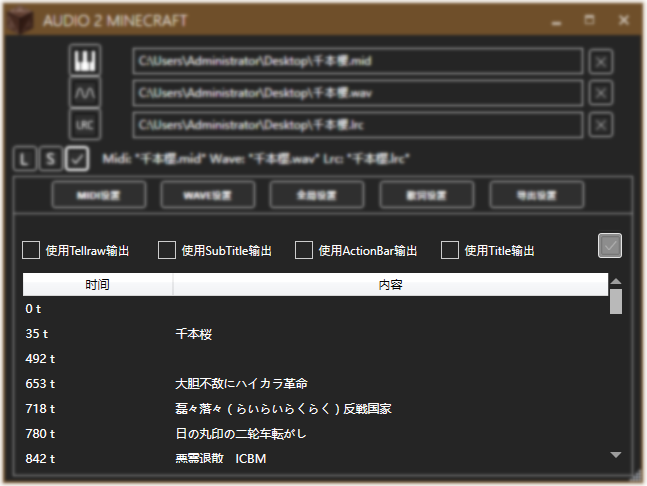 AUDIO 2 MINECRAFT
C:\Users\Administrator\Desktop\千本櫻.mid
C:\Users\Administrator\Desktop\千本櫻.wav
LRC C:\Users\Administrator\Desktop\千本櫻.lrc
L S Midi: "千本櫻.mid" Wave: "千本櫻.wav" Lrc: "千本櫻.lrc"
MIDI设置 WAVE设置 全局设置 歌词设置 导出设置
使用Tellraw输出 使用SubTitle输出 使用ActionBar输出 使用Title输出
时间 内容
0 t
35 t 千本桜
492 t
653 t 大胆不敌にハイカラ革命
718 t 磊々落々（らいらいらくらく）反戦国家
780 t 日の丸印の二轮车転がし
842 t 悪霊退散　ICBM